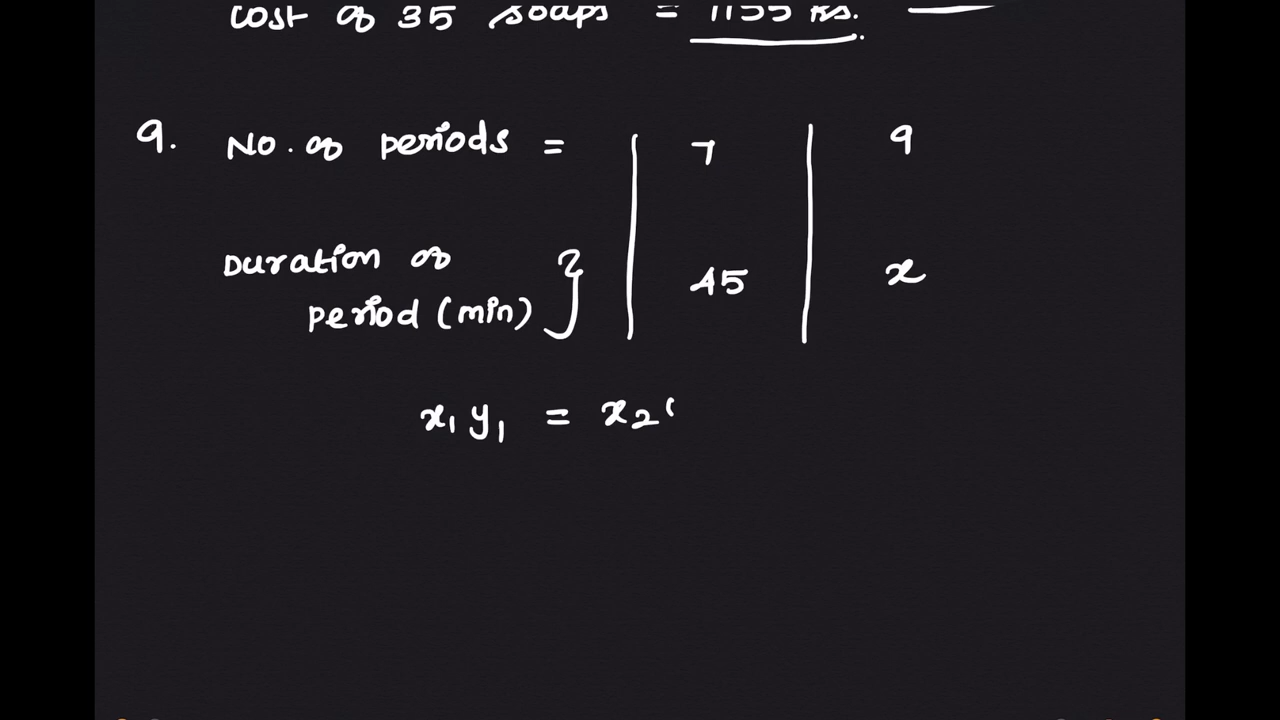 cost of 35 soaps = 1155 Rs.
9. No. of periods = | 7 | 9
Duration of
period (min) } | 45 | x
x₁ y₁ = x₂